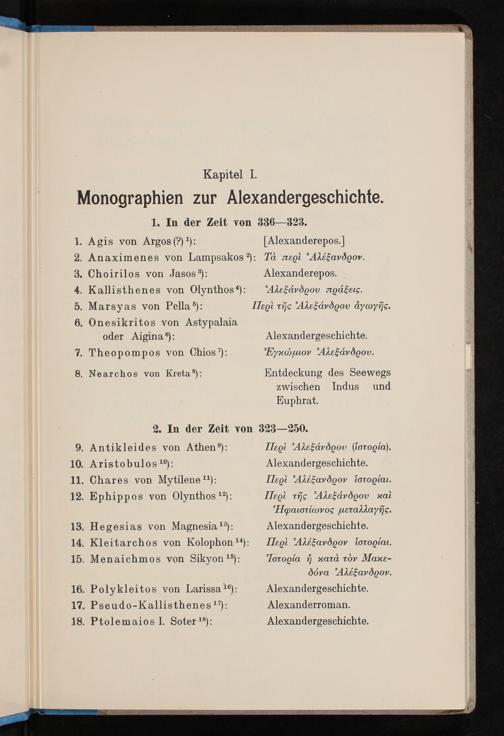 Kapitel I.
Monographien zur Alexandergeschichte.
1. In der Zeit von 336—323.
1. Agis von Argos (?) ¹): [Alexanderepos.]
2. Anaximenes von Lampsakos ²): Τὰ περὶ Ἀλέξανδρον.
3. Choirilos von Jasos ³): Alexanderepos.
4. Kallisthenes von Olynthos ⁴): Ἀλεξάνδρου πράξεις.
5. Marsyas von Pella ⁵): Περὶ τῆς Ἀλεξάνδρου ἀγωγῆς.
6. Onesikritos von Astypalaia
oder Aigina ⁶): Alexandergeschichte.
7. Theopompos von Chios ⁷): Ἐγκώμιον Ἀλεξάνδρου.
8. Nearchos von Kreta ⁸): Entdeckung des Seewegs
zwischen Indus und
Euphrat.
2. In der Zeit von 323—250.
9. Antikleides von Athen ⁹): Περὶ Ἀλεξάνδρου (ἱστορία).
10. Aristobulos ¹⁰): Alexandergeschichte.
11. Chares von Mytilene ¹¹): Περὶ Ἀλέξανδρον ἱστορίαι.
12. Ephippos von Olynthos ¹²): Περὶ τῆς Ἀλεξάνδρου καὶ
Ἡφαιστίωνος μεταλλαγῆς.
13. Hegesias von Magnesia ¹³): Alexandergeschichte.
14. Kleitarchos von Kolophon ¹⁴): Περὶ Ἀλέξανδρον ἱστορίαι.
15. Menaichmos von Sikyon ¹⁵): Ἱστορία ἡ κατὰ τὸν Μακε-
δόνα Ἀλέξανδρον.
16. Polykleitos von Larissa ¹⁶): Alexandergeschichte.
17. Pseudo-Kallisthenes ¹⁷): Alexanderroman.
18. Ptolemaios I. Soter ¹⁸): Alexandergeschichte.